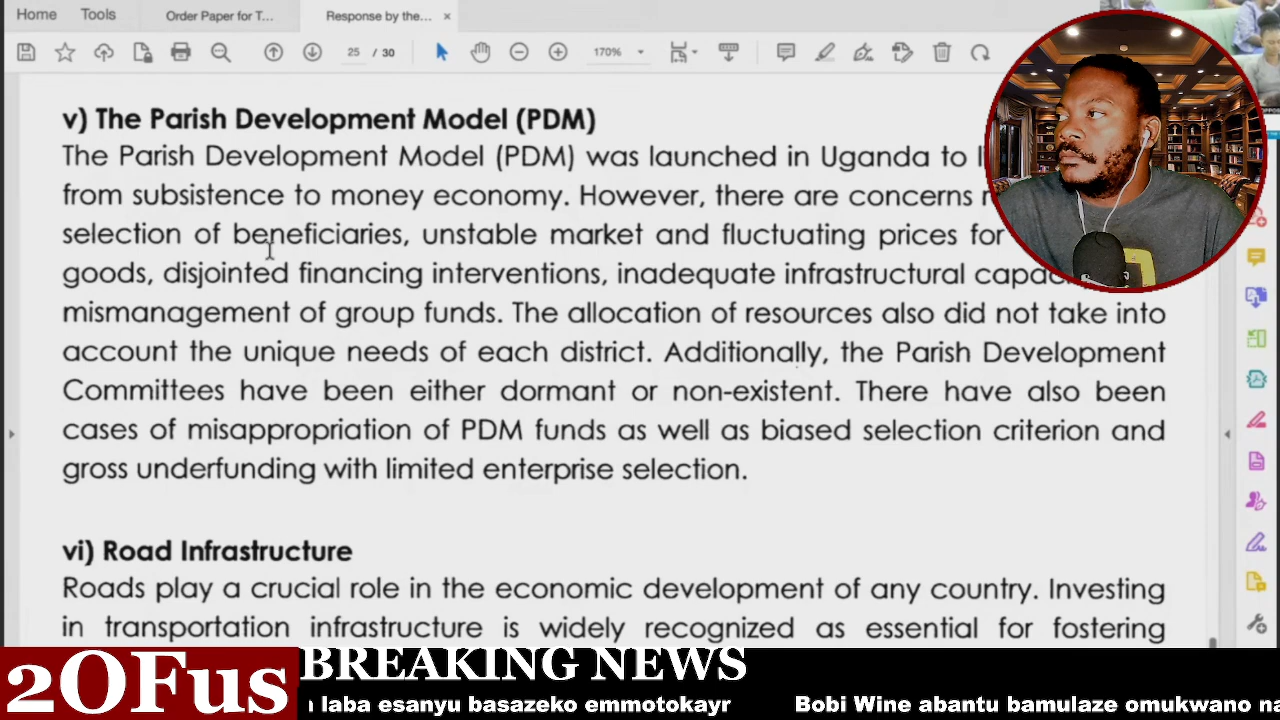 Home Tools Order Paper for T... Response by the... ×
25 / 30 170%
v) The Parish Development Model (PDM)
The Parish Development Model (PDM) was launched in Uganda to
from subsistence to money economy. However, there are concerns
selection of beneficiaries, unstable market and fluctuating prices for
goods, disjointed financing interventions, inadequate infrastructural
mismanagement of group funds. The allocation of resources also did not take into
account the unique needs of each district. Additionally, the Parish Development
Committees have been either dormant or non-existent. There have also been
cases of misappropriation of PDM funds as well as biased selection criterion and
gross underfunding with limited enterprise selection.
vi) Road Infrastructure
Roads play a crucial role in the economic development of any country. Investing
in transportation infrastructure is widely recognized as essential for fostering
2OFus
BREAKING NEWS
laba esanyu basazeko emmotokayr Bobi Wine abantu bamulaze omukwano na